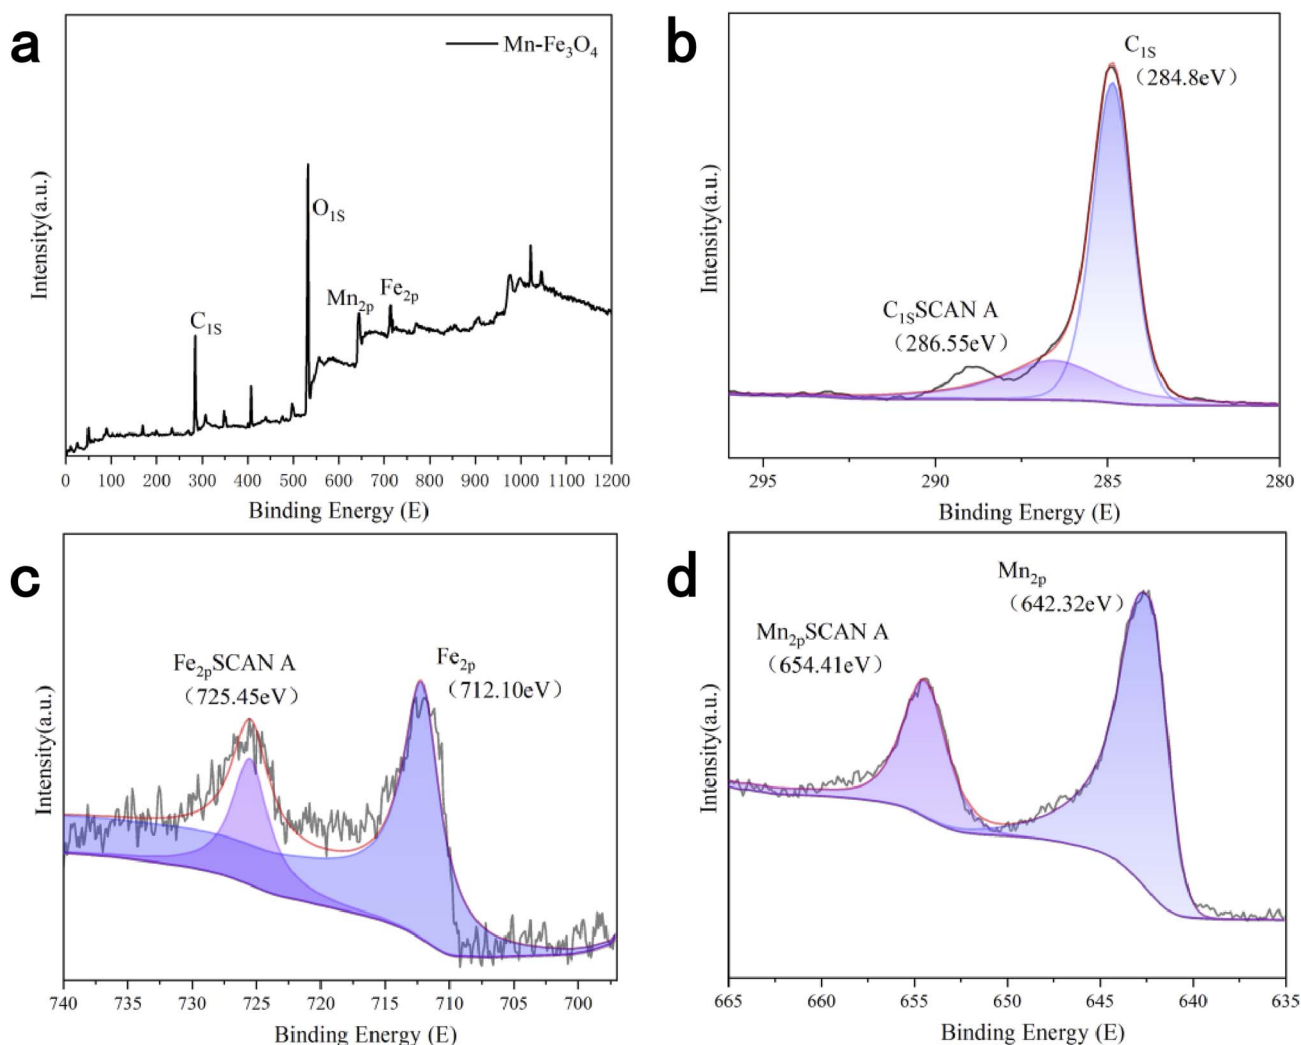 a
Mn-Fe₃O₄
O₁S
Mn₂p
Fe₂p
C₁S
Intensity(a.u.)
0 100 200 300 400 500 600 700 800 900 1000 1100 1200
Binding Energy (E)
b
C₁S
（284.8eV）
C₁SSCAN A
（286.55eV）
Intensity(a.u.)
295 290 285 280
Binding Energy (E)
c
Fe₂pSCAN A
（725.45eV）
Fe₂p
（712.10eV）
Intensity(a.u.)
740 735 730 725 720 715 710 705 700
Binding Energy (E)
d
Mn₂p
（642.32eV）
Mn₂pSCAN A
（654.41eV）
Intensity(a.u.)
665 660 655 650 645 640 635
Binding Energy (E)